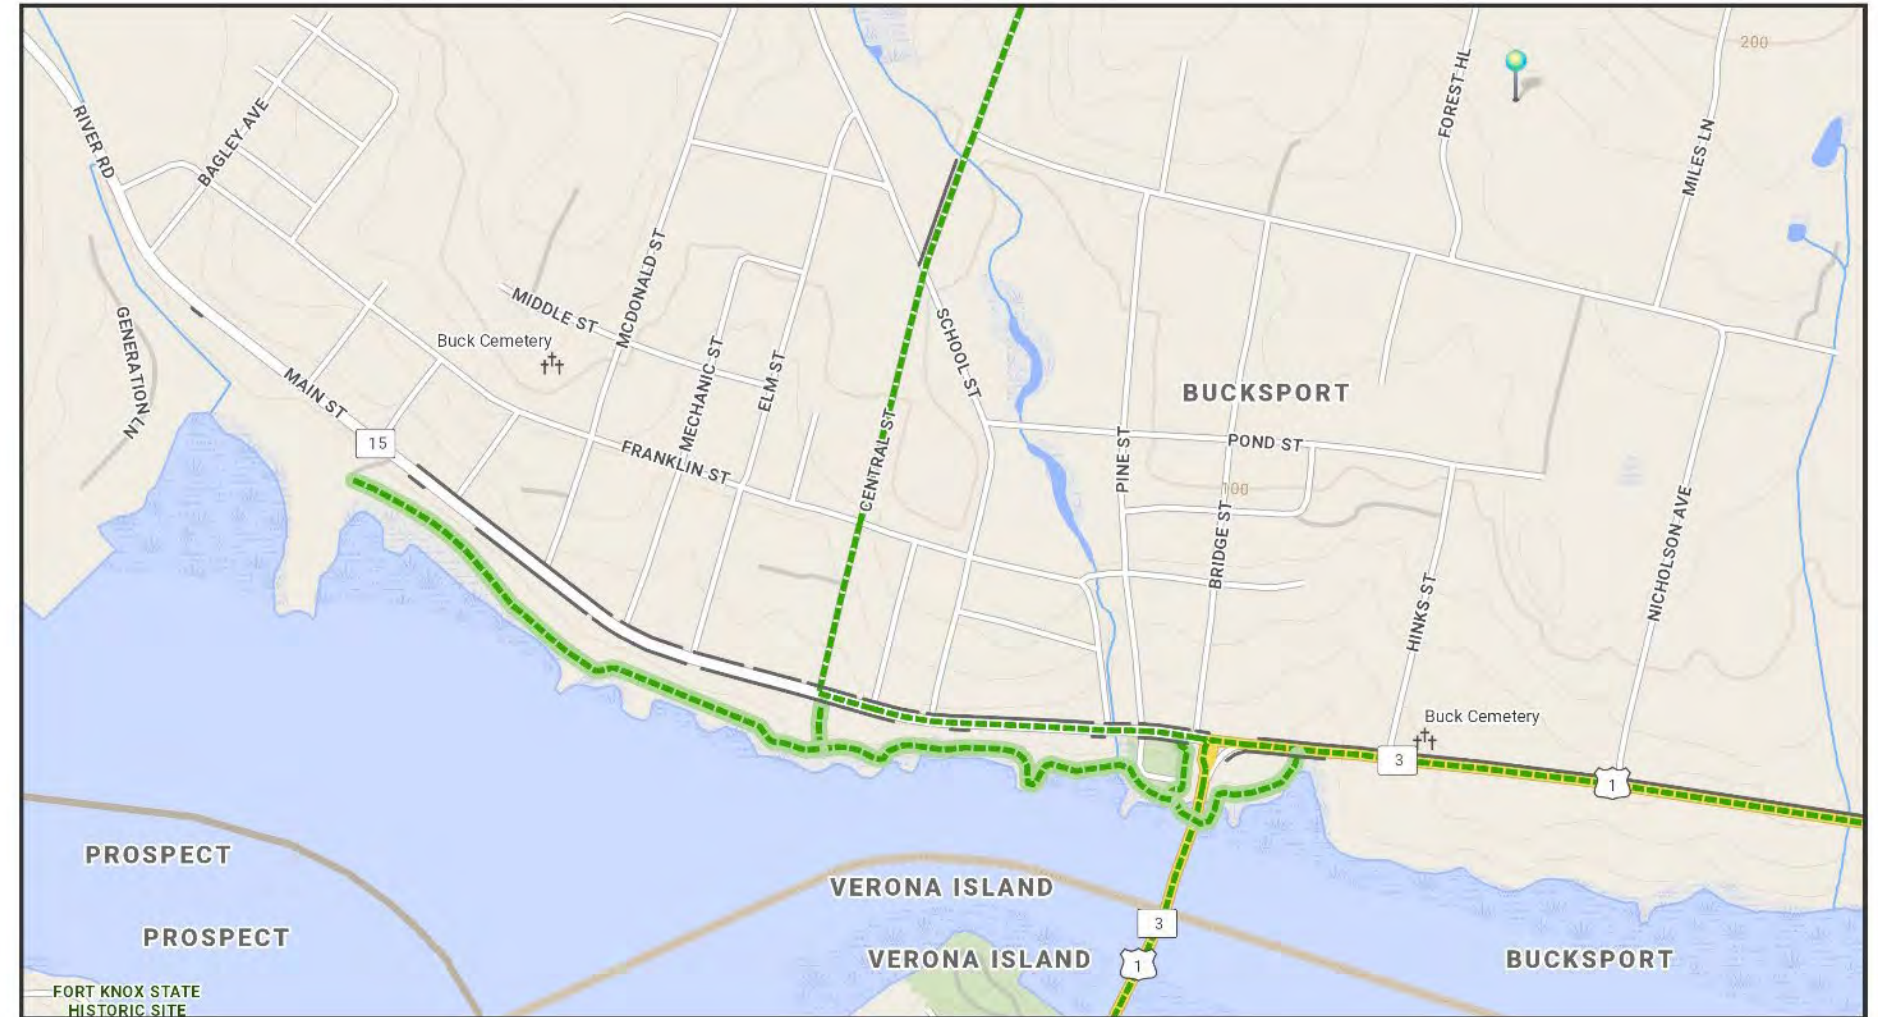 200
FOREST HL
RIVER RD
BAGLEY AVE
MILES LN
MCDONALD ST
MIDDLE ST
GENERATION LN
Buck Cemetery
MECHANIC ST
ELM ST
SCHOOL ST
MAIN ST
BUCKSPORT
15
FRANKLIN ST
CENTRAL ST
PINE ST
POND ST
100
BRIDGE ST
NICHOLSON AVE
HINKS ST
Buck Cemetery
3
1
PROSPECT
VERONA ISLAND
3
PROSPECT
VERONA ISLAND
1
BUCKSPORT
FORT KNOX STATE
HISTORIC SITE